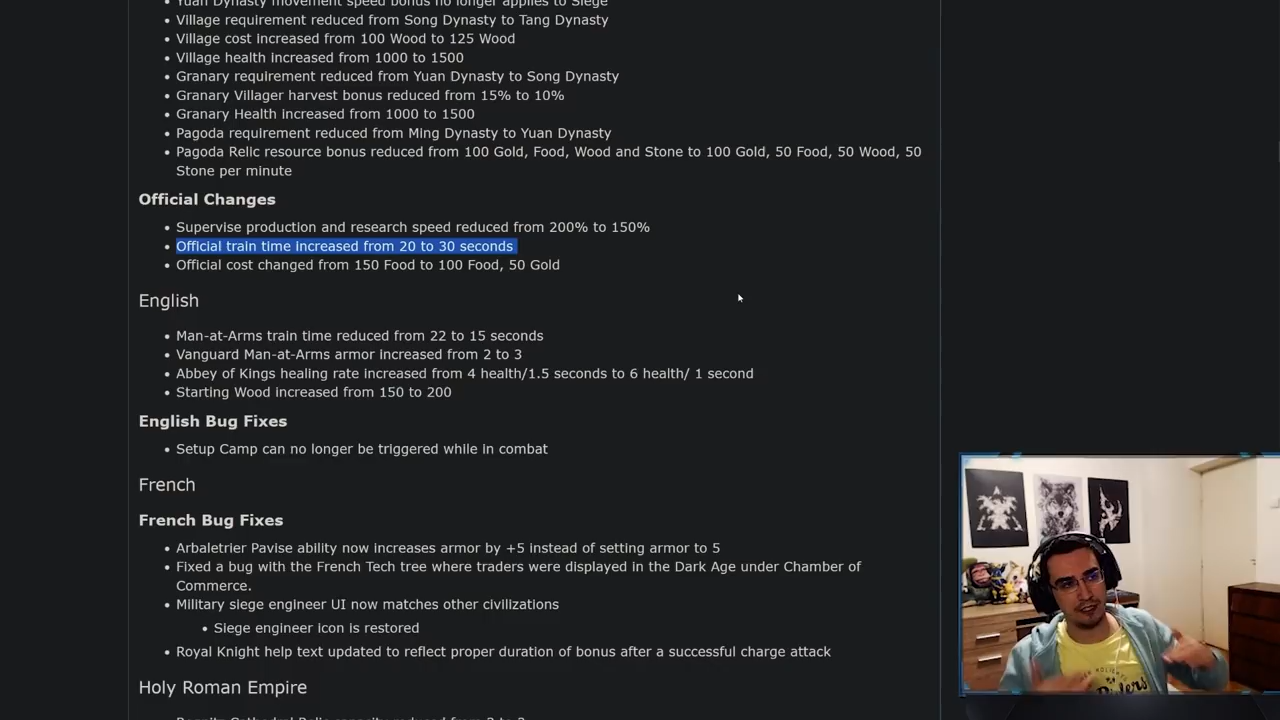 Yuan Dynasty movement speed bonus no longer applies to Siege
Village requirement reduced from Song Dynasty to Tang Dynasty
Village cost increased from 100 Wood to 125 Wood
Village health increased from 1000 to 1500
Granary requirement reduced from Yuan Dynasty to Song Dynasty
Granary Villager harvest bonus reduced from 15% to 10%
Granary Health increased from 1000 to 1500
Pagoda requirement reduced from Ming Dynasty to Yuan Dynasty
Pagoda Relic resource bonus reduced from 100 Gold, Food, Wood and Stone to 100 Gold, 50 Food, 50 Wood, 50
Stone per minute
Official Changes
Supervise production and research speed reduced from 200% to 150%
Official train time increased from 20 to 30 seconds
Official cost changed from 150 Food to 100 Food, 50 Gold
English
Man-at-Arms train time reduced from 22 to 15 seconds
Vanguard Man-at-Arms armor increased from 2 to 3
Abbey of Kings healing rate increased from 4 health/1.5 seconds to 6 health/ 1 second
Starting Wood increased from 150 to 200
English Bug Fixes
Setup Camp can no longer be triggered while in combat
French
French Bug Fixes
Arbaletrier Pavise ability now increases armor by +5 instead of setting armor to 5
Fixed a bug with the French Tech tree where traders were displayed in the Dark Age under Chamber of
Commerce.
Military siege engineer UI now matches other civilizations
Siege engineer icon is restored
Royal Knight help text updated to reflect proper duration of bonus after a successful charge attack
Holy Roman Empire